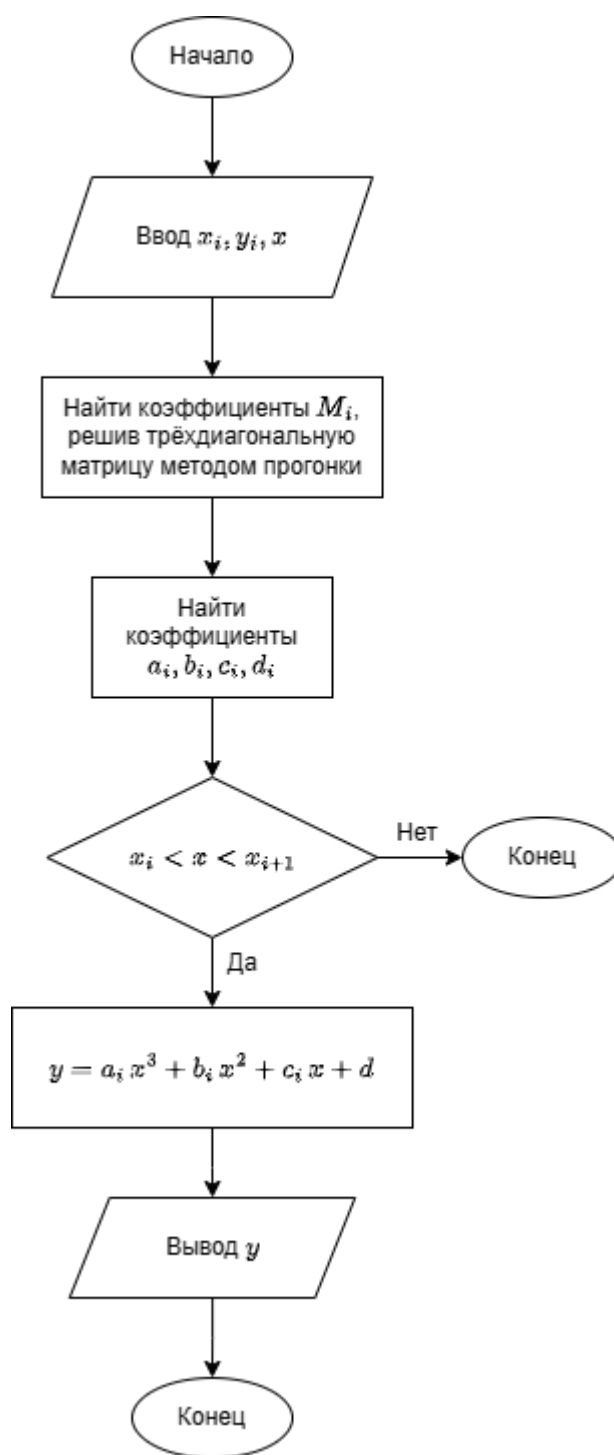 Начало
Ввод $x_i, y_i, x$
Найти коэффициенты $M_i$,
решив трёхдиагональную
матрицу методом прогонки
Найти
коэффициенты
$a_i, b_i, c_i, d_i$
$x_i < x < x_{i+1}$
Нет
Конец
Да
$y = a_i x^3 + b_i x^2 + c_i x + d$
Вывод $y$
Конец